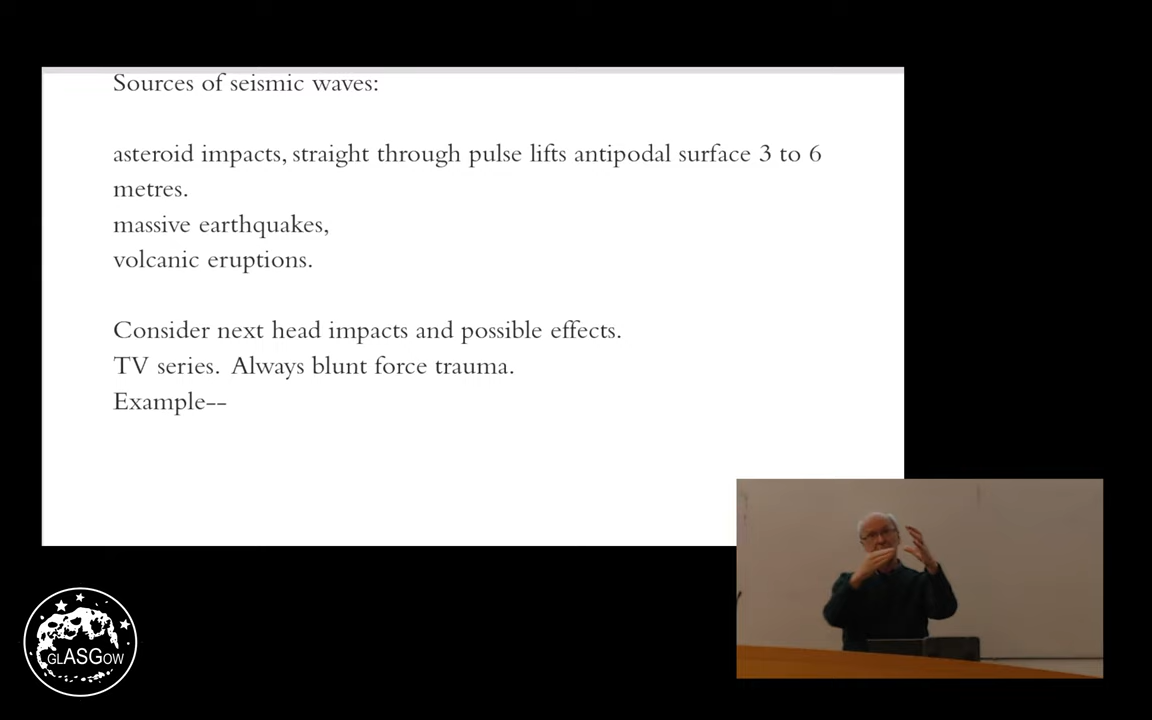 Sources of seismic waves:
asteroid impacts, straight through pulse lifts antipodal surface 3 to 6
metres.
massive earthquakes,
volcanic eruptions.
Consider next head impacts and possible effects.
TV series. Always blunt force trauma.
Example--
GLASGOW